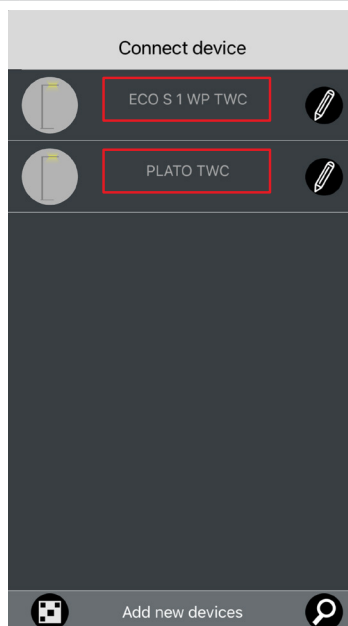 Connect device
ECO S 1 WP TWC
PLATO TWC
Add new devices